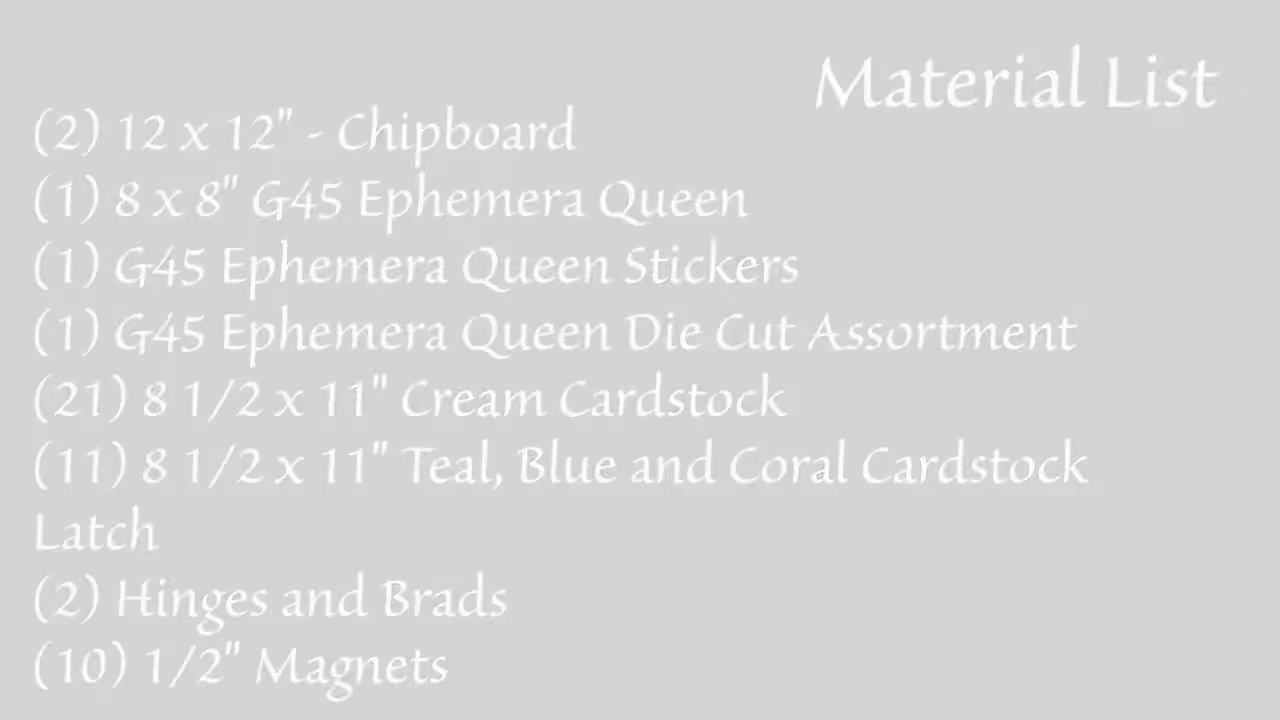 Material List
(2) 12 x 12" - Chipboard
(1) 8 x 8" G45 Ephemera Queen
(1) G45 Ephemera Queen Stickers
(1) G45 Ephemera Queen Die Cut Assortment
(21) 8 1/2 x 11" Cream Cardstock
(11) 8 1/2 x 11" Teal, Blue and Coral Cardstock
Latch
(2) Hinges and Brads
(10) 1/2" Magnets